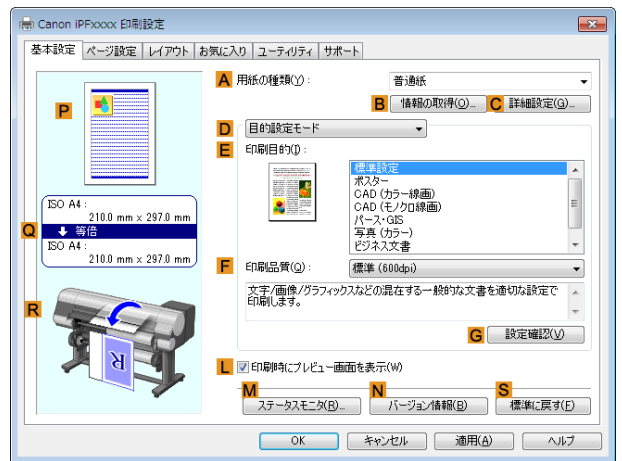 Canon iPFxxxx 印刷設定
基本設定 ページ設定 レイアウト お気に入り ユーティリティ サポート
A 用紙の種類(Y): 普通紙
B 情報の取得(O)... C 詳細設定(G)...
P
D 目的設定モード
E 印刷目的(I):
標準設定
ポスター
CAD (カラー線画)
CAD (モノクロ線画)
パース・GIS
写真 (カラー)
ビジネス文書
ISO A4 :
210.0 mm x 297.0 mm
Q 等倍
ISO A4 :
210.0 mm x 297.0 mm
F 印刷品質(Q): 標準 (600dpi)
文字/画像/グラフィックスなどの混在する一般的な文書を適切な設定で
印刷します。
R
R
G 設定確認(V)
L 印刷時にプレビュー画面を表示(W)
M N S
ステータスモニタ(R)... バージョン情報(B) 標準に戻す(F)
OK キャンセル 適用(A) ヘルプ